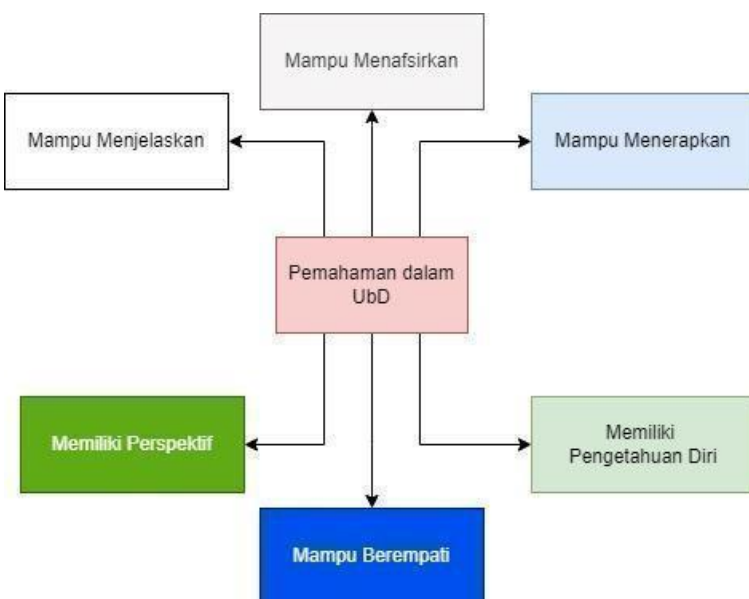 Mampu Menafsirkan
Mampu Menjelaskan
Mampu Menerapkan
Pemahaman dalam
UbD
Memiliki Perspektif
Memiliki
Pengetahuan Diri
Mampu Berempati